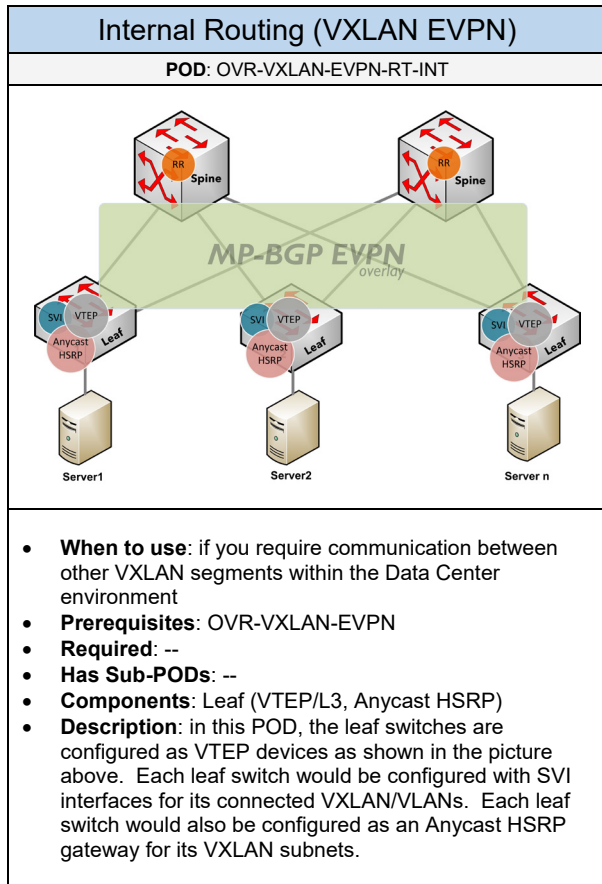 Internal Routing (VXLAN EVPN)
POD: OVR-VXLAN-EVPN-RT-INT
RR
Spine
RR
Spine
MP-BGP EVPN
overlay
SVI
VTEP
Anycast
HSRP
Leaf
SVI
VTEP
Anycast
HSRP
Leaf
SVI
VTEP
Anycast
HSRP
Leaf
Server1
Server2
Server n
• When to use: if you require communication between
other VXLAN segments within the Data Center
environment
• Prerequisites: OVR-VXLAN-EVPN
• Required: --
• Has Sub-PODs: --
• Components: Leaf (VTEP/L3, Anycast HSRP)
• Description: in this POD, the leaf switches are
configured as VTEP devices as shown in the picture
above. Each leaf switch would be configured with SVI
interfaces for its connected VXLAN/VLANs. Each leaf
switch would also be configured as an Anycast HSRP
gateway for its VXLAN subnets.